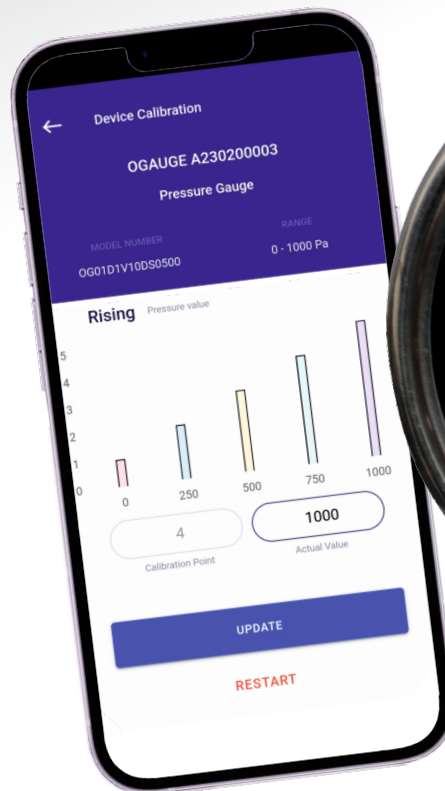 Device Calibration
OGAUGE A230200003
Pressure Gauge
MODEL NUMBER
RANGE
OG01D1V10DS0500
0 - 1000 Pa
Rising Pressure value
5
4
3
2
1
0
0 250 500 750 1000
4
1000
Calibration Point
Actual Value
UPDATE
RESTART